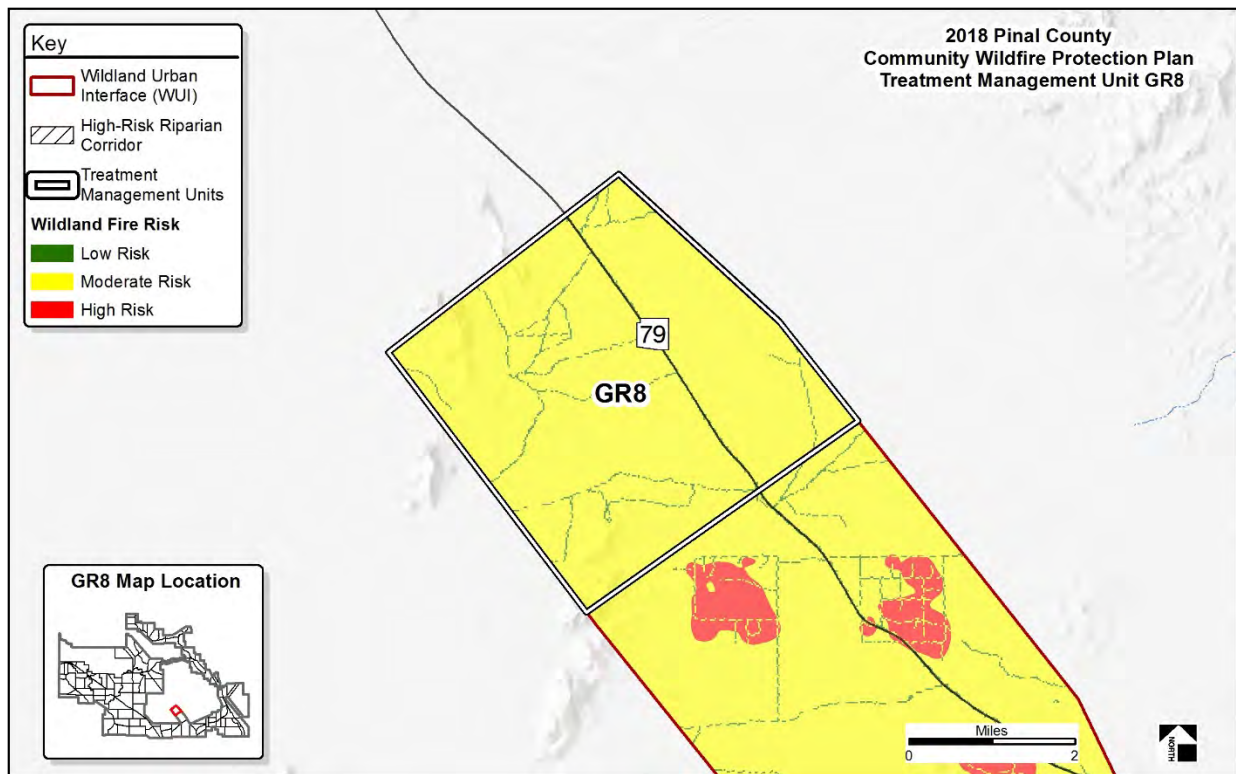 Key
Wildland Urban
Interface (WUI)
High-Risk Riparian
Corridor
Treatment
Management Units
Wildland Fire Risk
Low Risk
Moderate Risk
High Risk
2018 Pinal County
Community Wildfire Protection Plan
Treatment Management Unit GR8
79
GR8
GR8 Map Location
Miles
0 2
NORTH